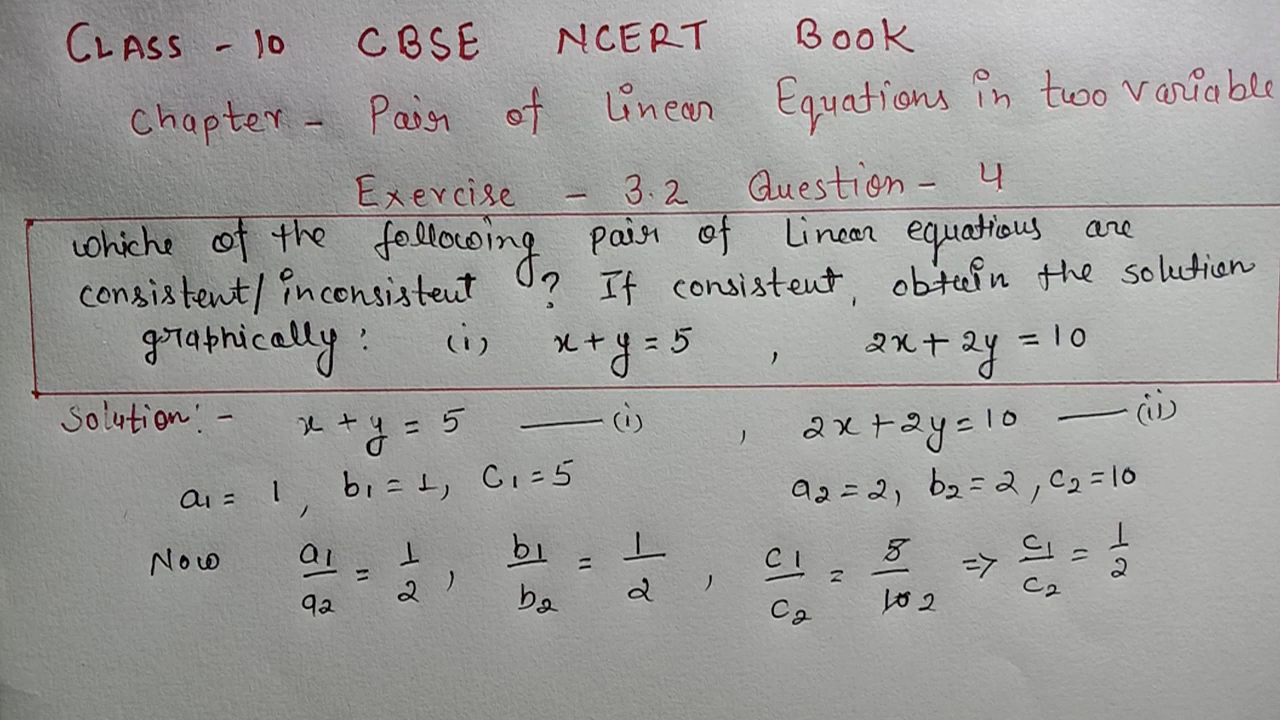 CLASS - 10 CBSE NCERT BOOK
Chapter - Pair of Linear Equations in two variable
Exercise - 3.2 Question - 4
whiche of the following pair of Linear equations are
consistent/inconsistent ? If consistent, obtain the solution
graphically : (i) x + y = 5 , 2x + 2y = 10
Solution:- x + y = 5 —— (i) , 2x + 2y = 10 —— (ii)
a1 = 1, b1 = 1, C1 = 5 a2 = 2, b2 = 2, c2 = 10
Now a1/a2 = 1/2, b1/b2 = 1/2, c1/c2 = 5/10 2 => c1/c2 = 1/2